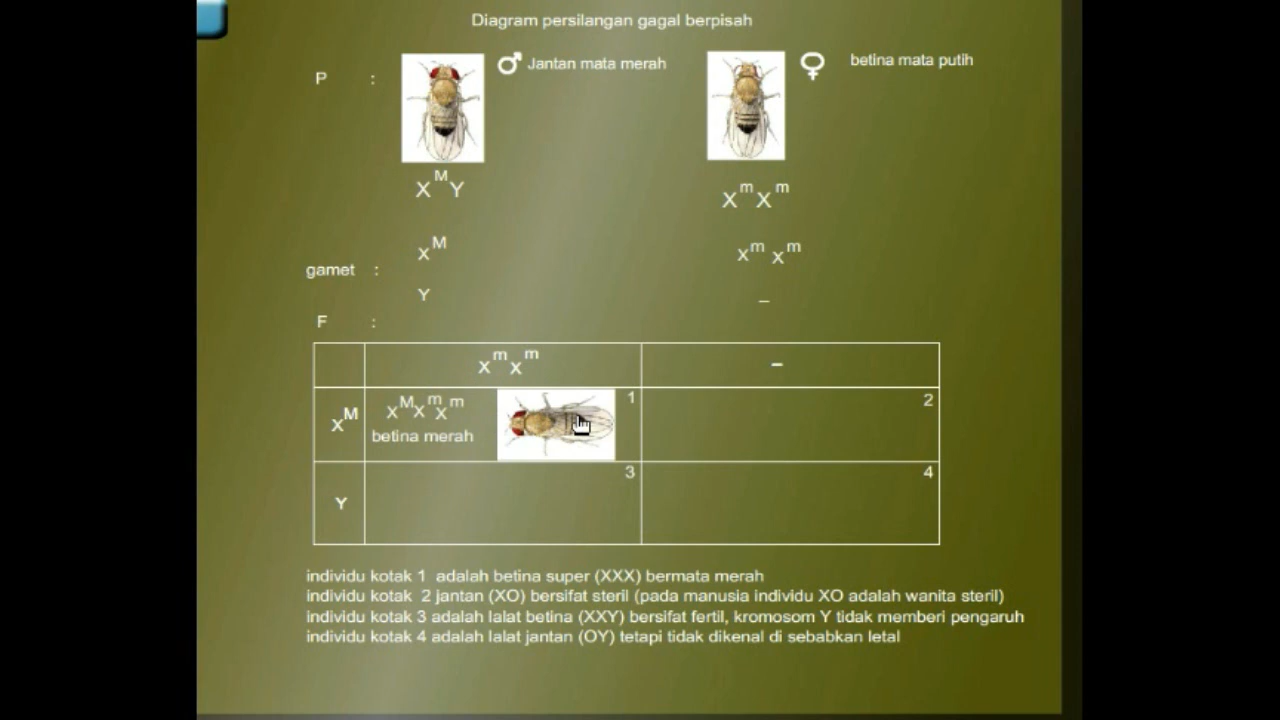 Diagram persilangan gagal berpisah
P : ♂ Jantan mata merah ♀ betina mata putih
X^M Y X^m X^m
gamet : X^M X^m X^m
Y –
F :
X^m X^m –
X^M X^M X^m X^m 1 2
betina merah
Y 3 4
individu kotak 1 adalah betina super (XXX) bermata merah
individu kotak 2 jantan (XO) bersifat steril (pada manusia individu XO adalah wanita steril)
individu kotak 3 adalah lalat betina (XXY) bersifat fertil, kromosom Y tidak memberi pengaruh
individu kotak 4 adalah lalat jantan (OY) tetapi tidak dikenal di sebabkan letal